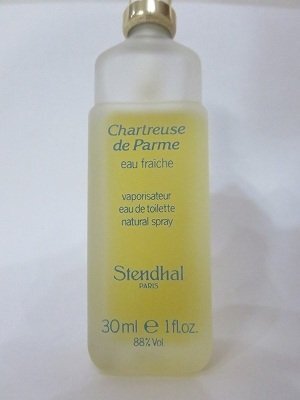 Chartreuse
de Parme
eau fraîche
vaporisateur
eau de toilette
natural spray
Stendhal
PARIS
30ml ℮ 1fl.oz.
88% Vol